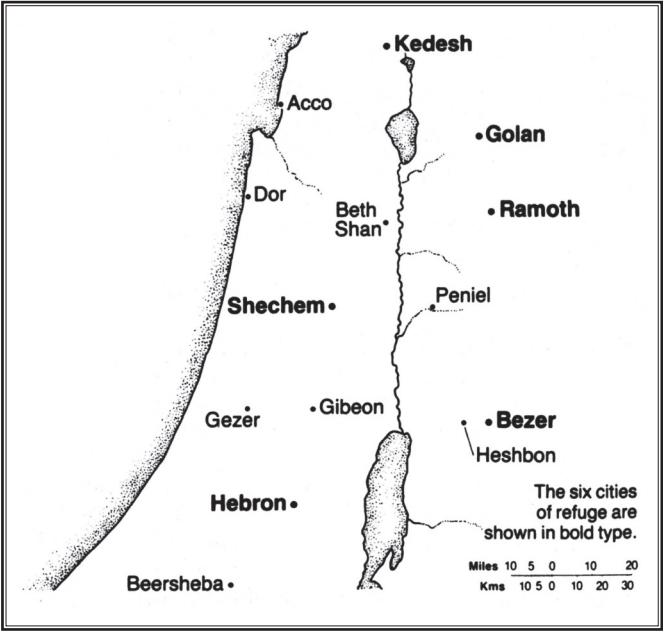 Kedesh
Acco
Golan
Dor
Beth
Shan
Ramoth
Shechem
Peniel
Gezer
Gibeon
Bezer
Heshbon
Hebron
The six cities
of refuge are
shown in bold type.
Beersheba
Miles 10 5 0 10 20
Kms 10 5 0 10 20 30